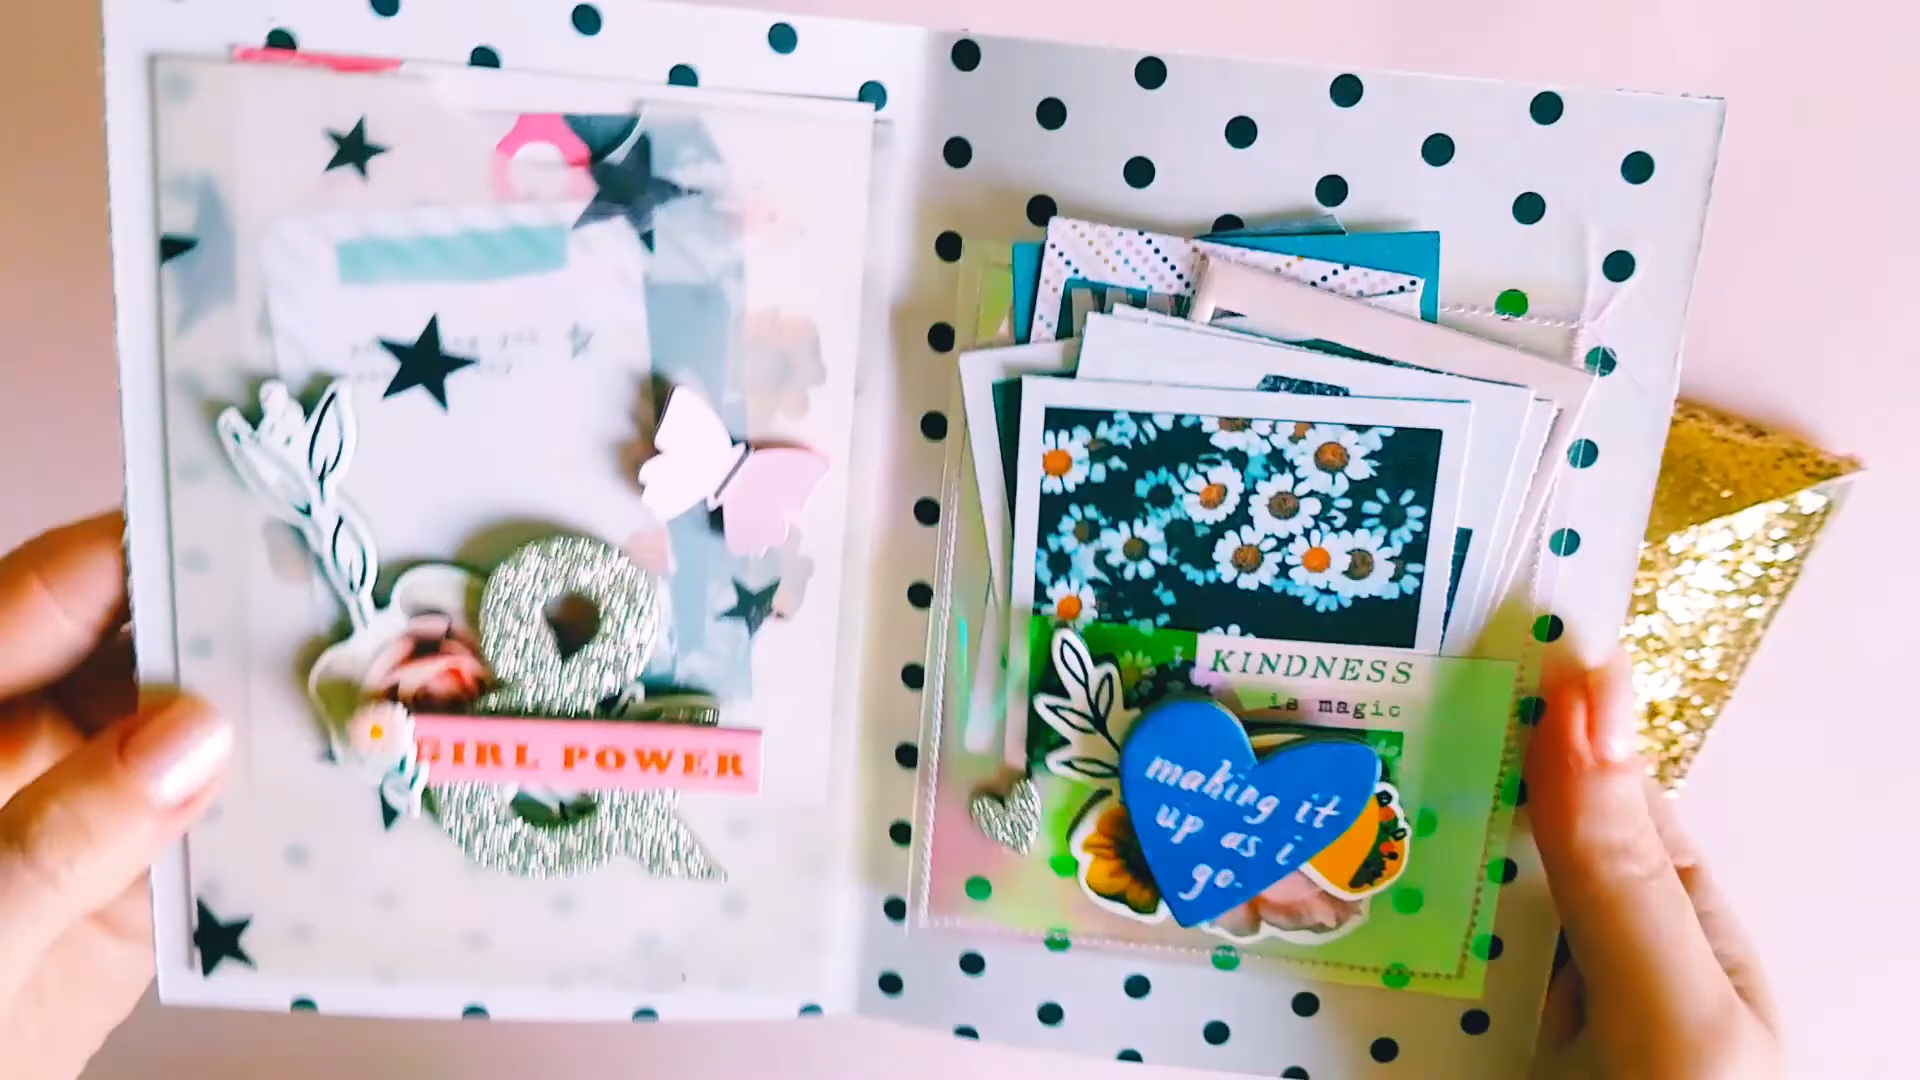 GIRL POWER
KINDNESS
is magic
making it
up as i
go.